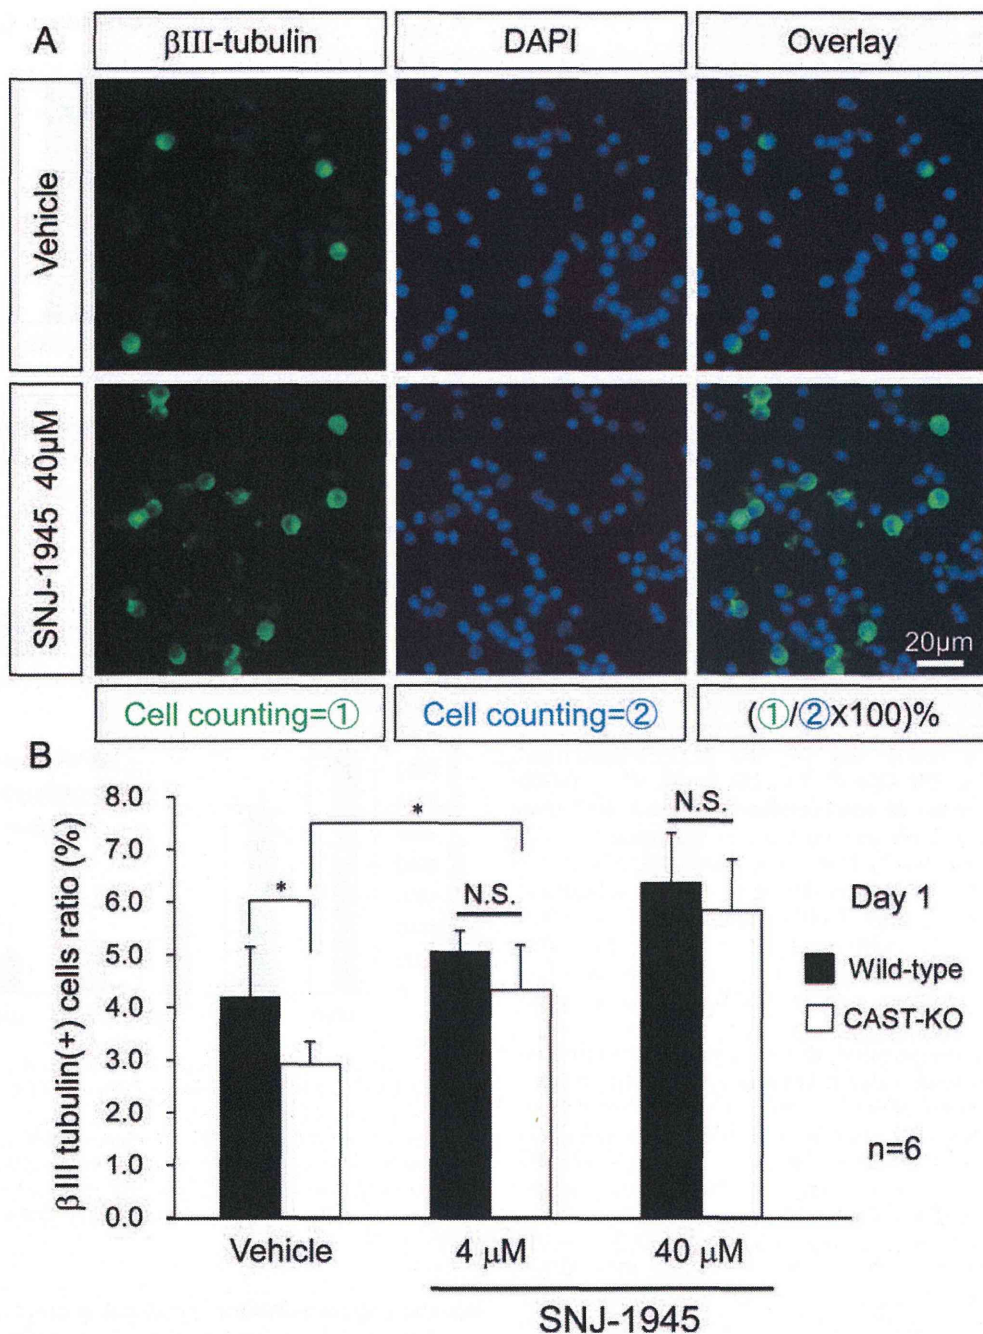 A
βIII-tubulin
DAPI
Overlay
Vehicle
SNJ-1945 40μM
20μm
Cell counting=①
Cell counting=②
(①/②X100)%
B
βIII tubulin(+) cells ratio (%)
8.0
7.0
6.0
5.0
4.0
3.0
2.0
1.0
0.0
*
*
N.S.
N.S.
Day 1
Wild-type
CAST-KO
n=6
Vehicle
4 μM
40 μM
SNJ-1945